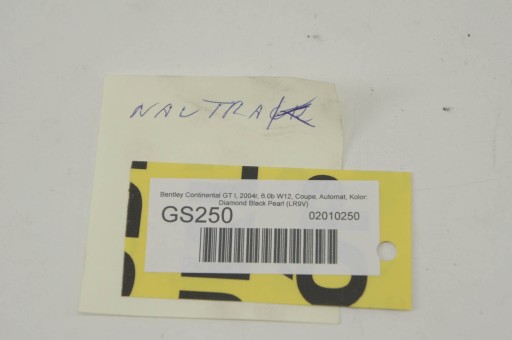 NAUTRAK
Bentley Continental GT I, 2004r, 6.0b W12, Coupe, Automat, Kolor:
Diamond Black Pearl (LR9V)
GS250 02010250